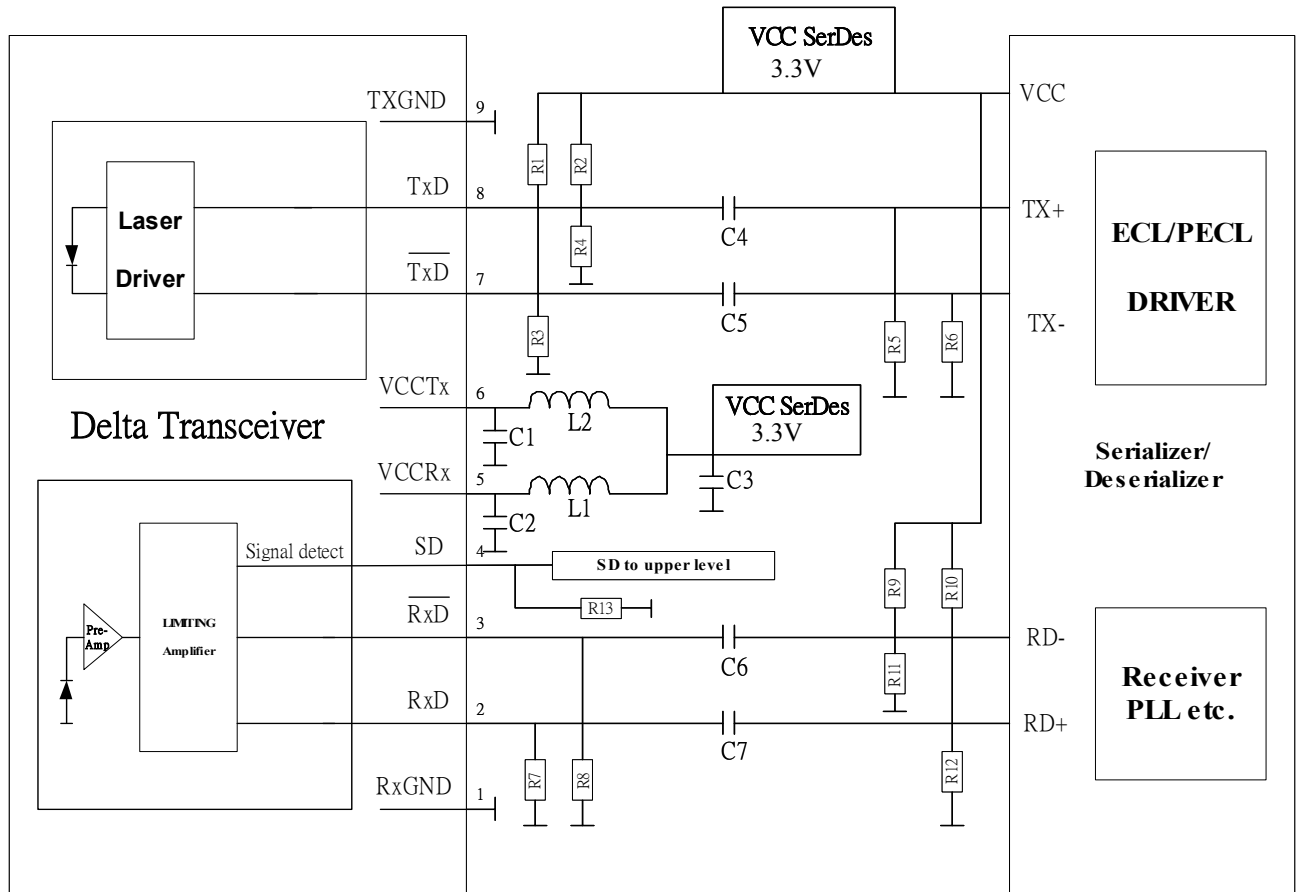 VCC SerDes
3.3V
TXGND
9
VCC
R1
R2
TxD
8
TX+
Laser
Driver
C4
R4
ECL/PECL
DRIVER
TxD
7
C5
TX-
R3
R5
R6
VCCTx
6
L2
C1
VCC SerDes
3.3V
Delta Transceiver
Serializer/
Deserializer
VCCRx
5
L1
C2
C3
Signal detect
SD
4
SD to upper level
R9
R10
R13
RxD
3
C6
RD-
Pre-
Amp
LIMITING
Amplifier
R11
Receiver
PLL etc.
RxD
2
C7
RD+
R7
R8
R12
RxGND
1